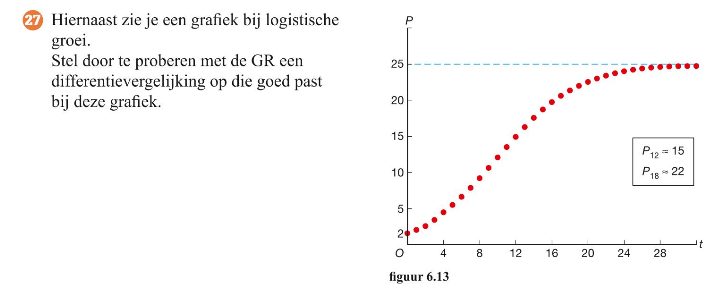 27 Hiernaast zie je een grafiek bij logistische
groei.
Stel door te proberen met de GR een
differentievergelijking op die goed past
bij deze grafiek.
P
25
20
15
10
5
2
O 4 8 12 16 20 24 28 t
P₁₂ ≈ 15
P₁₈ ≈ 22
figuur 6.13